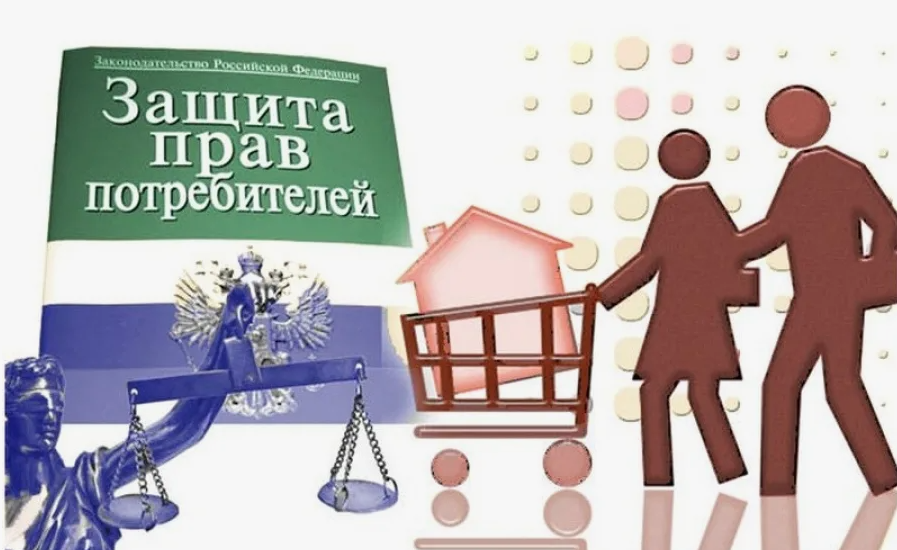 Законодательство Российской Федерации
Защита
прав
потребителей